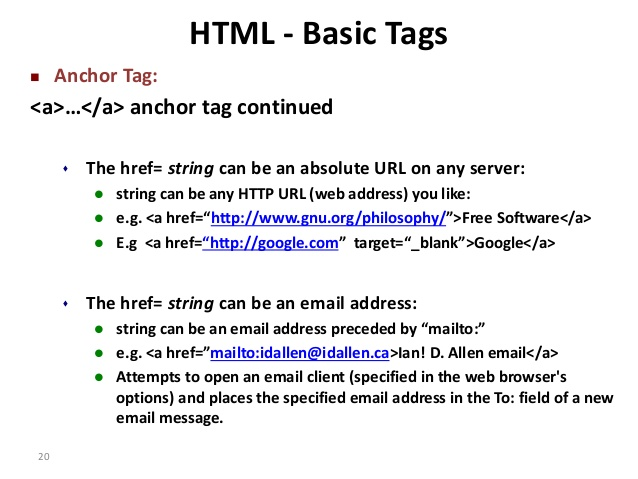 HTML - Basic Tags
Anchor Tag:
<a>…</a> anchor tag continued
The href= string can be an absolute URL on any server:
string can be any HTTP URL (web address) you like:
e.g. <a href=“http://www.gnu.org/philosophy/”>Free Software</a>
E.g <a href=“http://google.com” target=“_blank”>Google</a>
The href= string can be an email address:
string can be an email address preceded by “mailto:”
e.g. <a href=”mailto:idallen@idallen.ca>Ian! D. Allen email</a>
Attempts to open an email client (specified in the web browser's
options) and places the specified email address in the To: field of a new
email message.
20